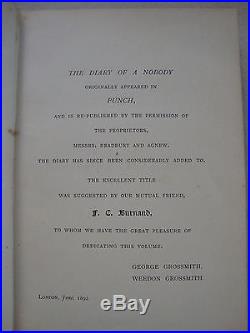 THE DIARY OF A NOBODY
ORIGINALLY APPEARED IN
PUNCH,
AND IS RE-PUBLISHED BY THE PERMISSION OF
THE PROPRIETORS,
MESSRS. BRADBURY AND AGNEW.
THE DIARY HAS SINCE BEEN CONSIDERABLY ADDED TO.
THE EXCELLENT TITLE
WAS SUGGESTED BY OUR MUTUAL FRIEND,
F. C. Burnand,
TO WHOM WE HAVE THE GREAT PLEASURE OF
DEDICATING THIS VOLUME.
GEORGE GROSSMITH,
WEEDON GROSSMITH.
LONDON, June 1892.